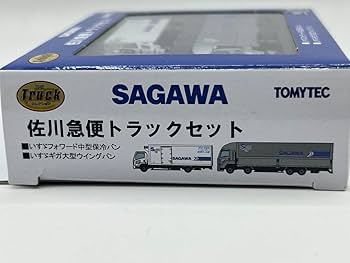 The
Truck
SAGAWA
TOMYTEC
佐川急便トラックセット
■いすゞフォワード中型保冷バン
■いすゞギガ大型ウイングバン
SAGAWA